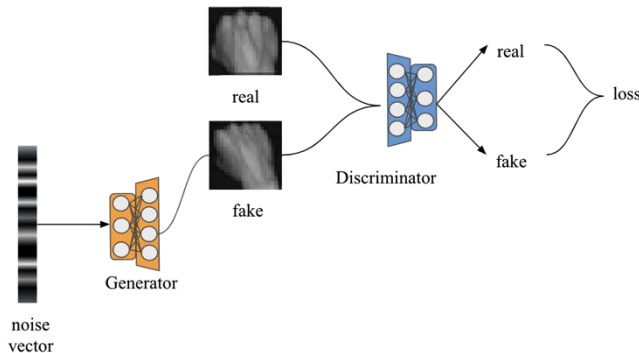 real
real
loss
Discriminator
fake
fake
Generator
noise
vector